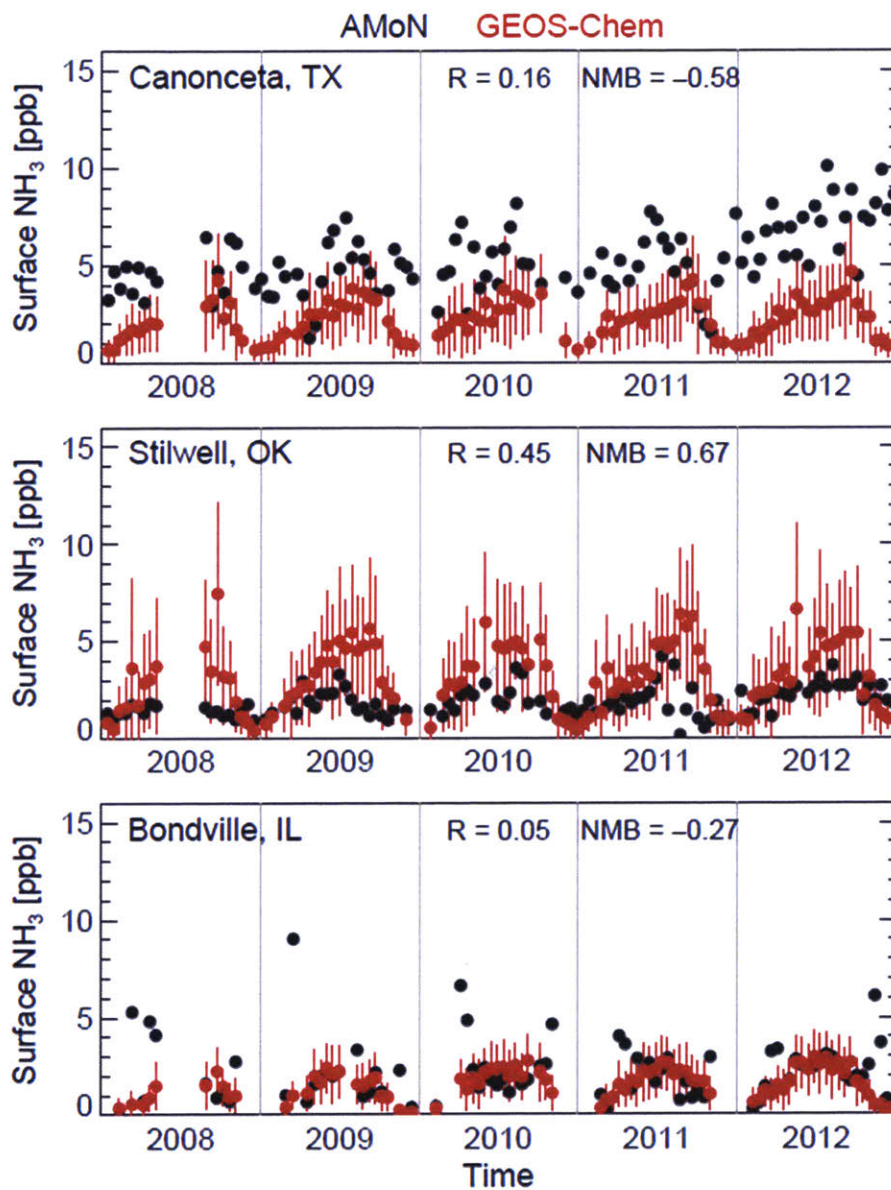 AMoN GEOS-Chem
Canonceta, TX R = 0.16 NMB = −0.58
Surface NH3 [ppb]
15
10
5
0
2008 2009 2010 2011 2012
Stilwell, OK R = 0.45 NMB = 0.67
Surface NH3 [ppb]
15
10
5
0
2008 2009 2010 2011 2012
Bondville, IL R = 0.05 NMB = −0.27
Surface NH3 [ppb]
15
10
5
0
2008 2009 2010 2011 2012
Time